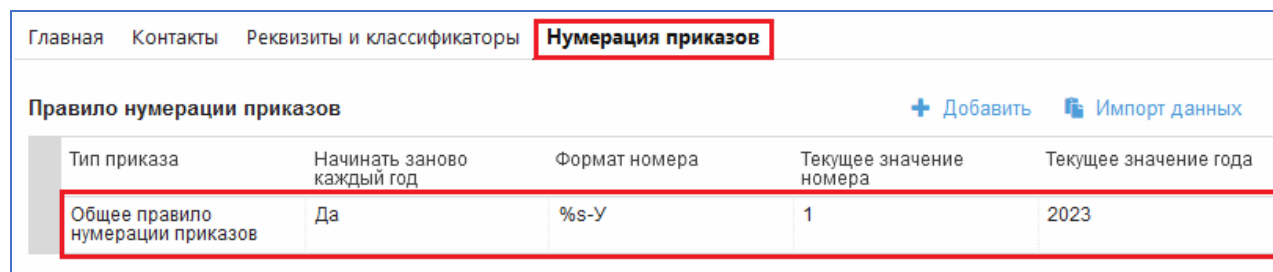 Главная Контакты Реквизиты и классификаторы Нумерация приказов
Правило нумерации приказов Добавить Импорт данных
Тип приказа Начинать заново каждый год Формат номера Текущее значение номера Текущее значение года
Общее правило нумерации приказов Да %s-У 1 2023